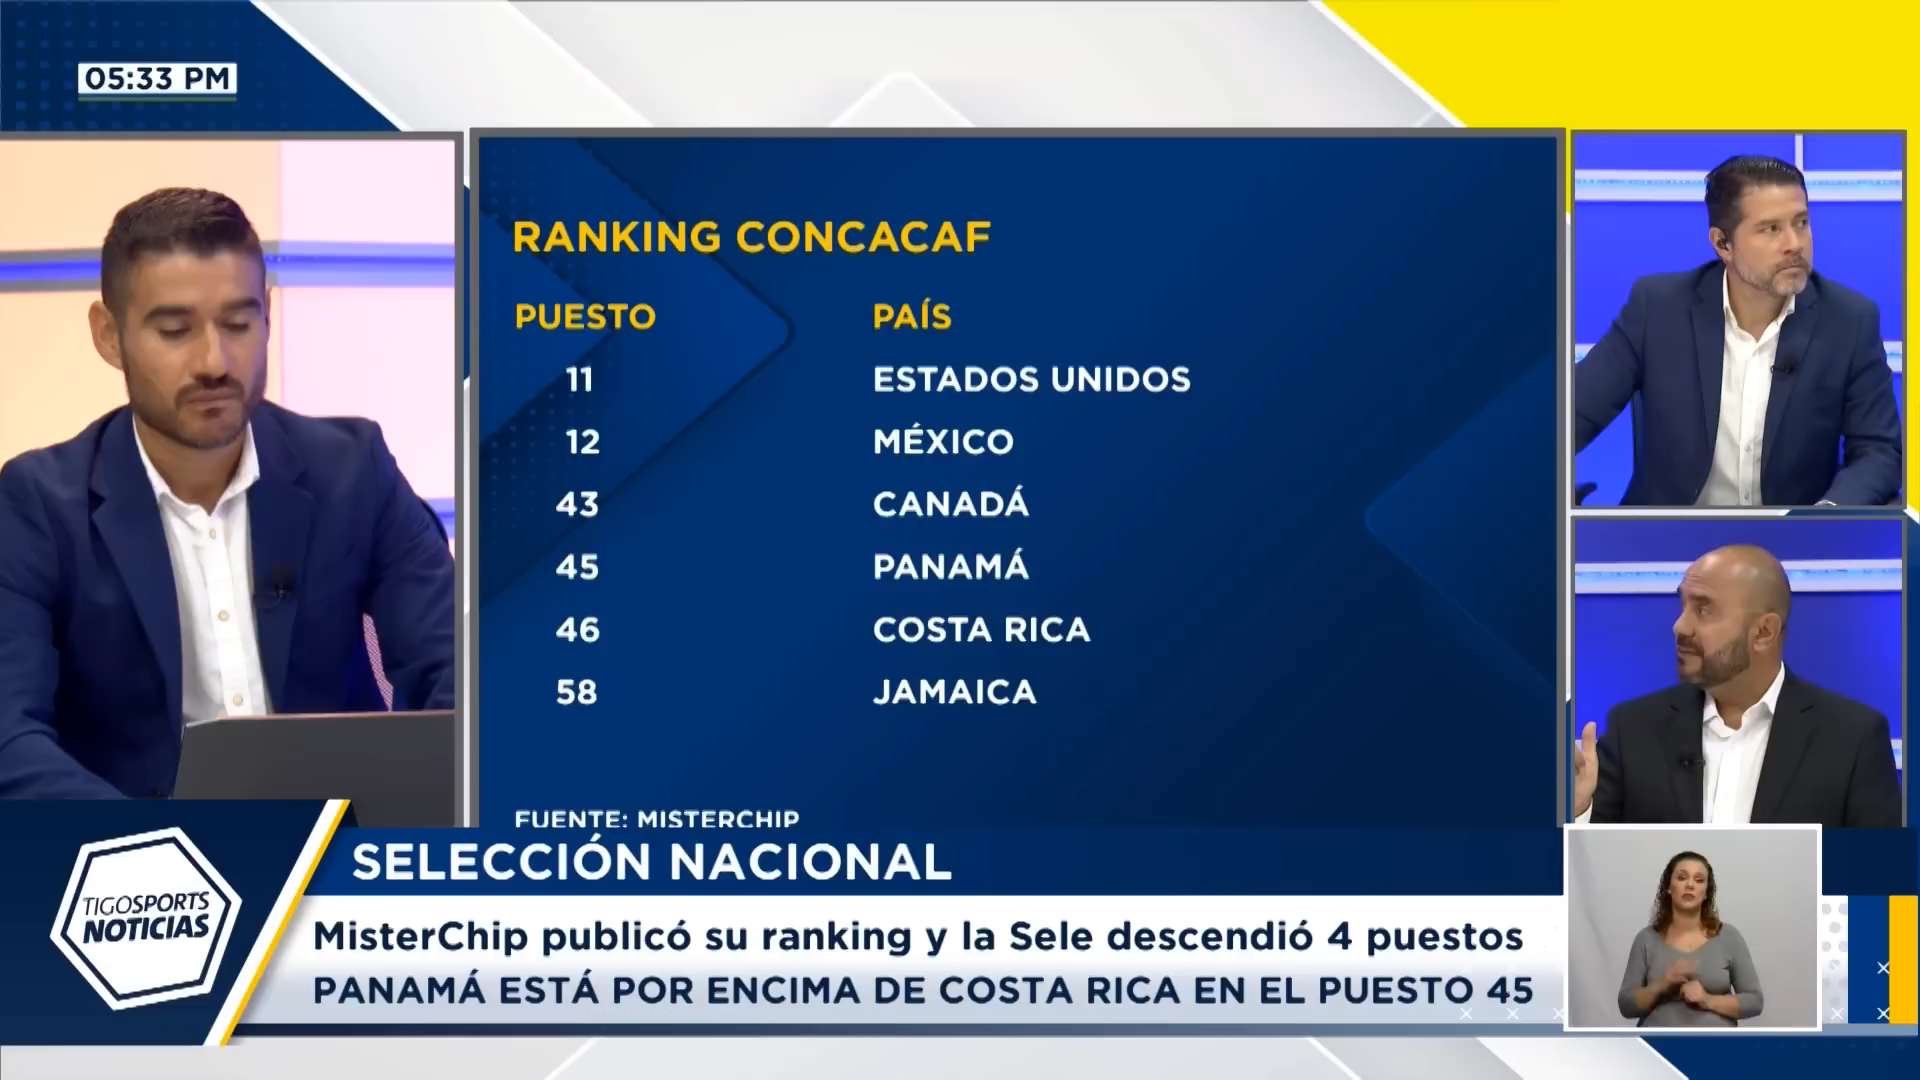 05:33 PM
RANKING CONCACAF
PUESTO PAÍS
11 ESTADOS UNIDOS
12 MÉXICO
43 CANADÁ
45 PANAMÁ
46 COSTA RICA
58 JAMAICA
FUENTE: MISTERCHIP
SELECCIÓN NACIONAL
TIGOSPORTS
NOTICIAS
MisterChip publicó su ranking y la Sele descendió 4 puestos
PANAMÁ ESTÁ POR ENCIMA DE COSTA RICA EN EL PUESTO 45